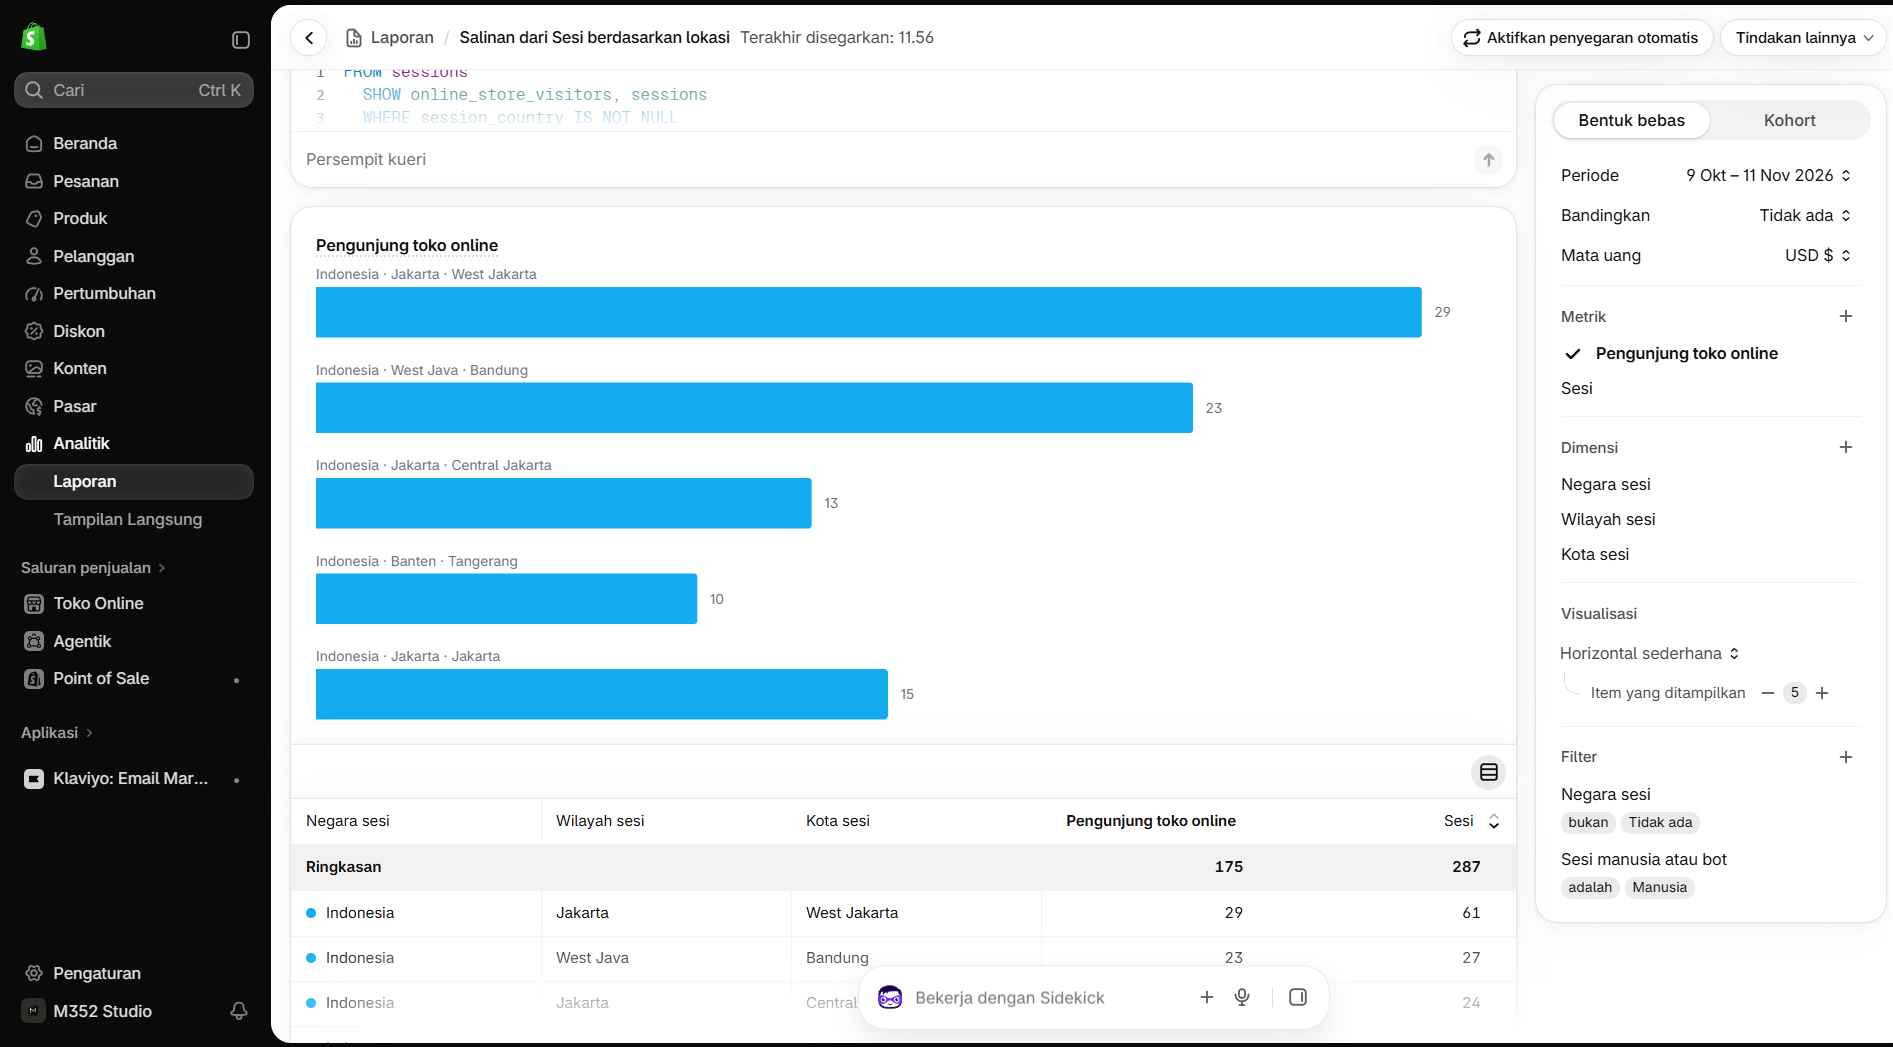 Cari
Ctrl K
Beranda
Pesanan
Produk
Pelanggan
Pertumbuhan
Diskon
Konten
Pasar
Analitik
Laporan
Tampilan Langsung
Saluran penjualan
Toko Online
Agentik
Point of Sale
Aplikasi
Klaviyo: Email Mar...
Pengaturan
M352 Studio
Laporan / Salinan dari Sesi berdasarkan lokasi Terakhir disegarkan: 11.56
Aktifkan penyegaran otomatis
Tindakan lainnya
1 FROM sessions
2 SHOW online_store_visitors, sessions
3 WHERE session_country IS NOT NULL
Persempit kueri
Pengunjung toko online
Indonesia · Jakarta · West Jakarta
29
Indonesia · West Java · Bandung
23
Indonesia · Jakarta · Central Jakarta
13
Indonesia · Banten · Tangerang
10
Indonesia · Jakarta · Jakarta
15
Negara sesi Wilayah sesi Kota sesi Pengunjung toko online Sesi
Ringkasan 175 287
Indonesia Jakarta West Jakarta 29 61
Indonesia West Java Bandung 23 27
Indonesia Jakarta Central 24
Bekerja dengan Sidekick
Bentuk bebas
Kohort
Periode 9 Okt – 11 Nov 2026
Bandingkan Tidak ada
Mata uang USD $
Metrik
Pengunjung toko online
Sesi
Dimensi
Negara sesi
Wilayah sesi
Kota sesi
Visualisasi
Horizontal sederhana
Item yang ditampilkan 5
Filter
Negara sesi
bukan Tidak ada
Sesi manusia atau bot
adalah Manusia